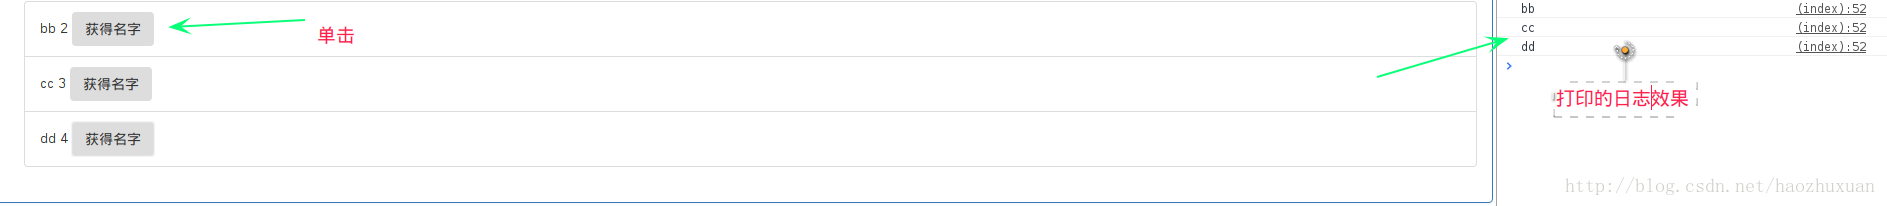 bb 2 获得名字
单击
cc 3 获得名字
dd 4 获得名字
bb (index):52
cc (index):52
dd (index):52
>
打印的日志效果
http://blog.csdn.net/haozhuxuan